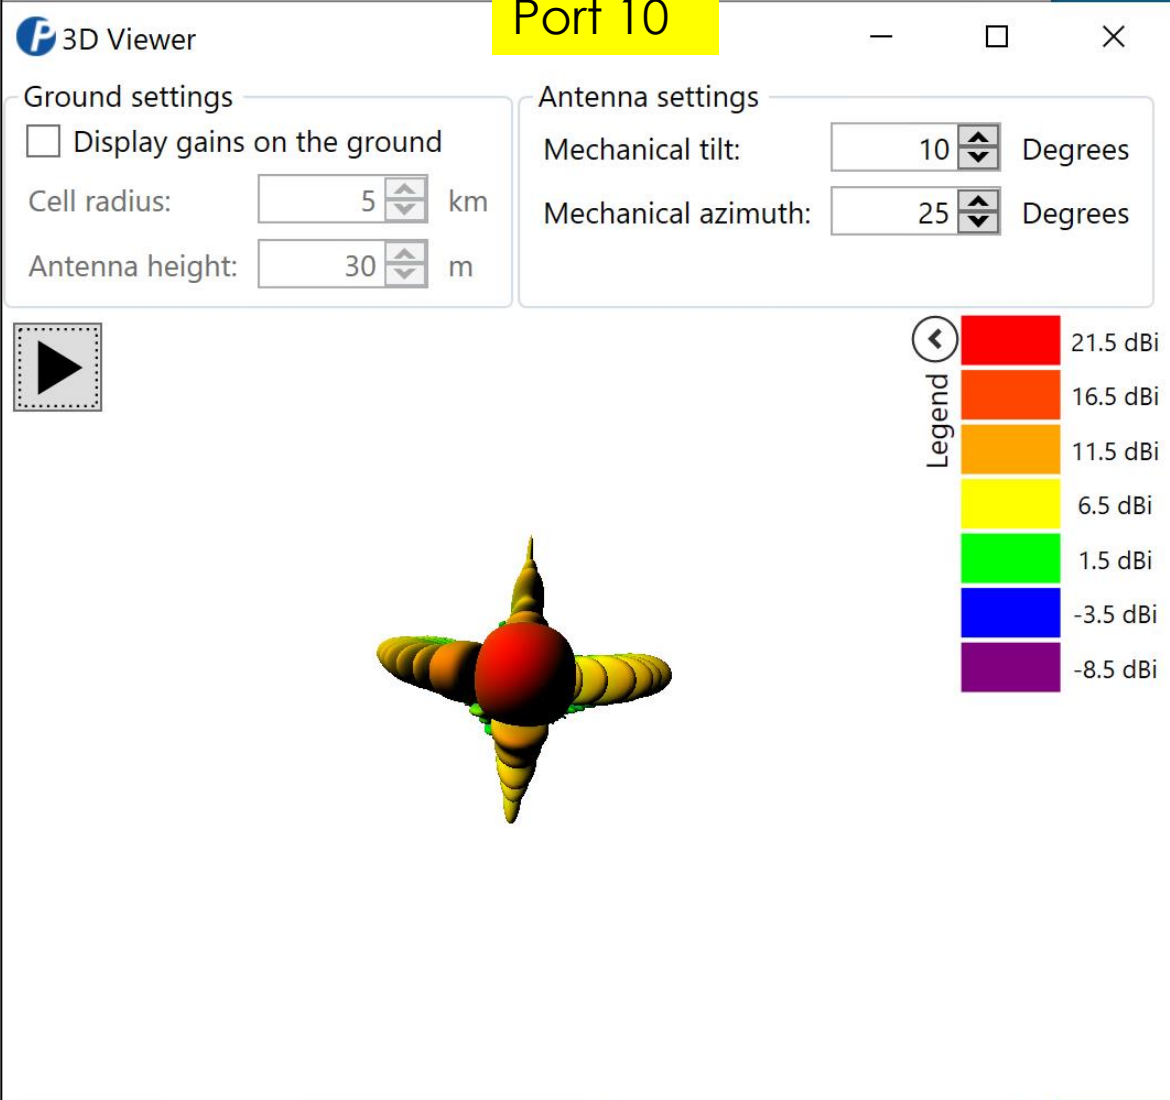 Port 10
3D Viewer
Ground settings
Display gains on the ground
Cell radius: 5 km
Antenna height: 30 m
Antenna settings
Mechanical tilt: 10 Degrees
Mechanical azimuth: 25 Degrees
Legend
21.5 dBi
16.5 dBi
11.5 dBi
6.5 dBi
1.5 dBi
-3.5 dBi
-8.5 dBi